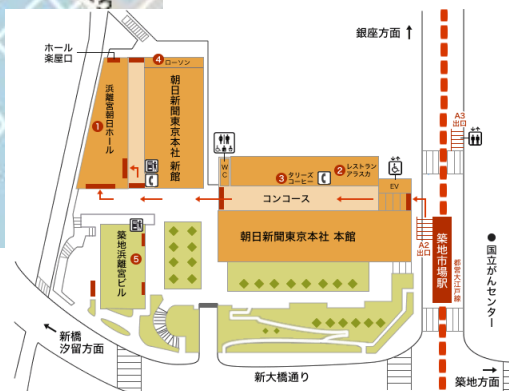 銀座方面
ホール
楽屋口
4
ローソン
浜離宮朝日ホール
1
朝日新聞東京本社 新館
A3
出口
WC
3
タリーズ
コーヒー
2
レストラン
アラスカ
EV
コンコース
朝日新聞東京本社 本館
A2
出口
築地市場駅
都営大江戸線
国立がんセンター
築地浜離宮ビル
5
新橋
汐留方面
新大橋通り
築地方面